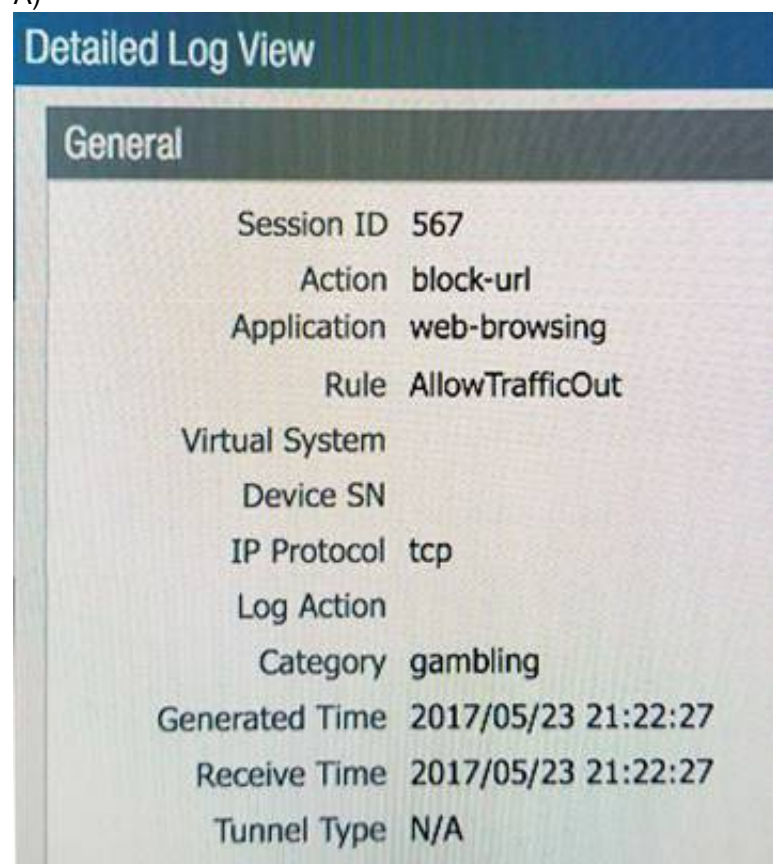 A)
Detailed Log View
General
Session ID 567
Action block-url
Application web-browsing
Rule AllowTrafficOut
Virtual System
Device SN
IP Protocol tcp
Log Action
Category gambling
Generated Time 2017/05/23 21:22:27
Receive Time 2017/05/23 21:22:27
Tunnel Type N/A